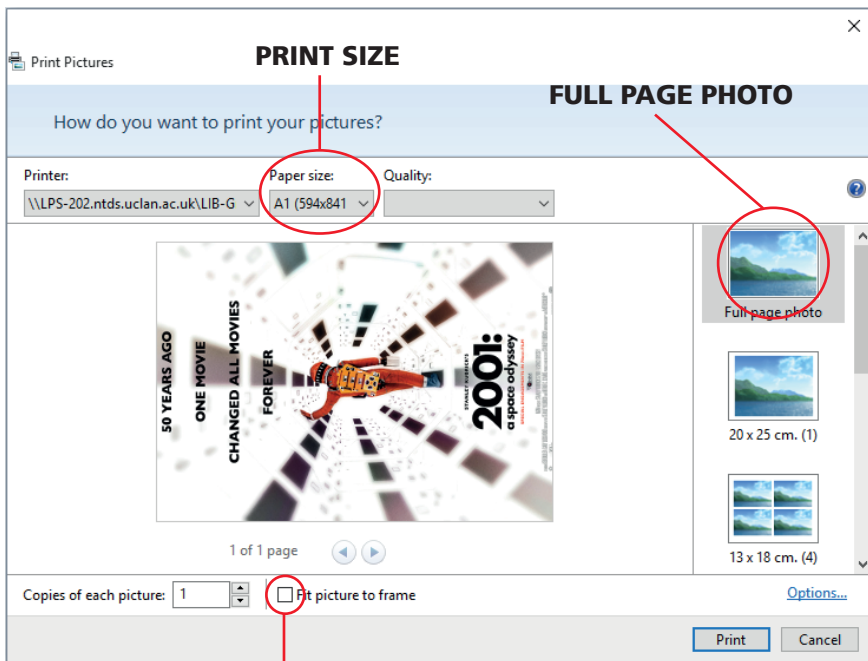 PRINT SIZE
Print Pictures
FULL PAGE PHOTO
How do you want to print your pictures?
Printer:
Paper size:
Quality:
\\LPS-202.ntds.uclan.ac.uk\LIB-G
A1 (594x841
50 YEARS AGO
ONE MOVIE
CHANGED ALL MOVIES
FOREVER
STANLEY KUBRICK'S
2001:
a space odyssey
Full page photo
20 x 25 cm. (1)
13 x 18 cm. (4)
1 of 1 page
Copies of each picture:
1
Fit picture to frame
Options...
Print
Cancel